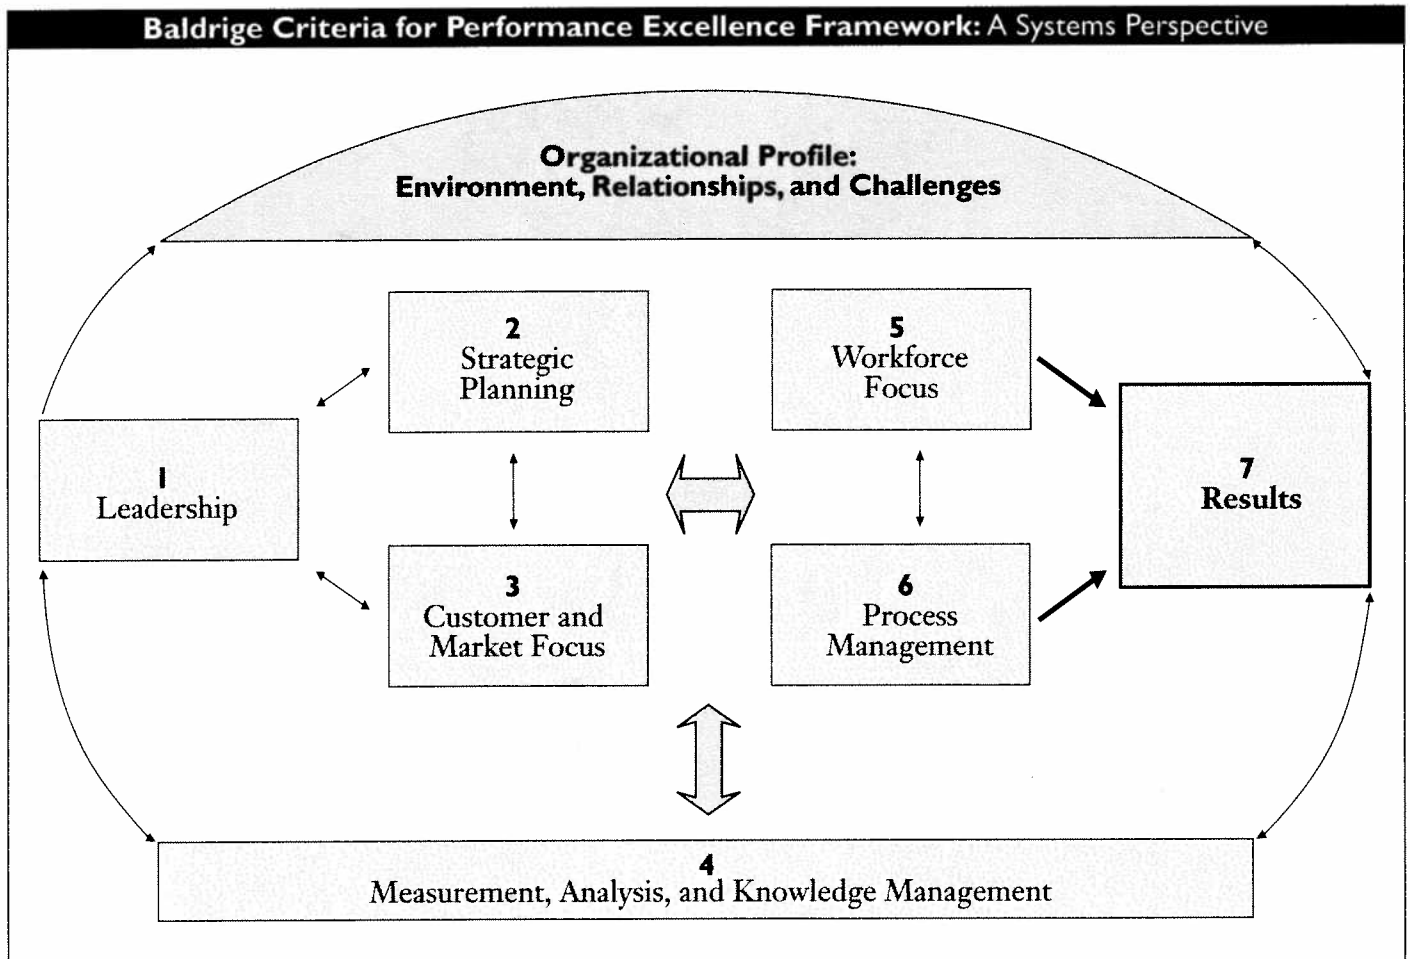 Baldrige Criteria for Performance Excellence Framework: A Systems Perspective
Organizational Profile:
Environment, Relationships, and Challenges
2
Strategic
Planning
5
Workforce
Focus
1
Leadership
7
Results
3
Customer and
Market Focus
6
Process
Management
4
Measurement, Analysis, and Knowledge Management